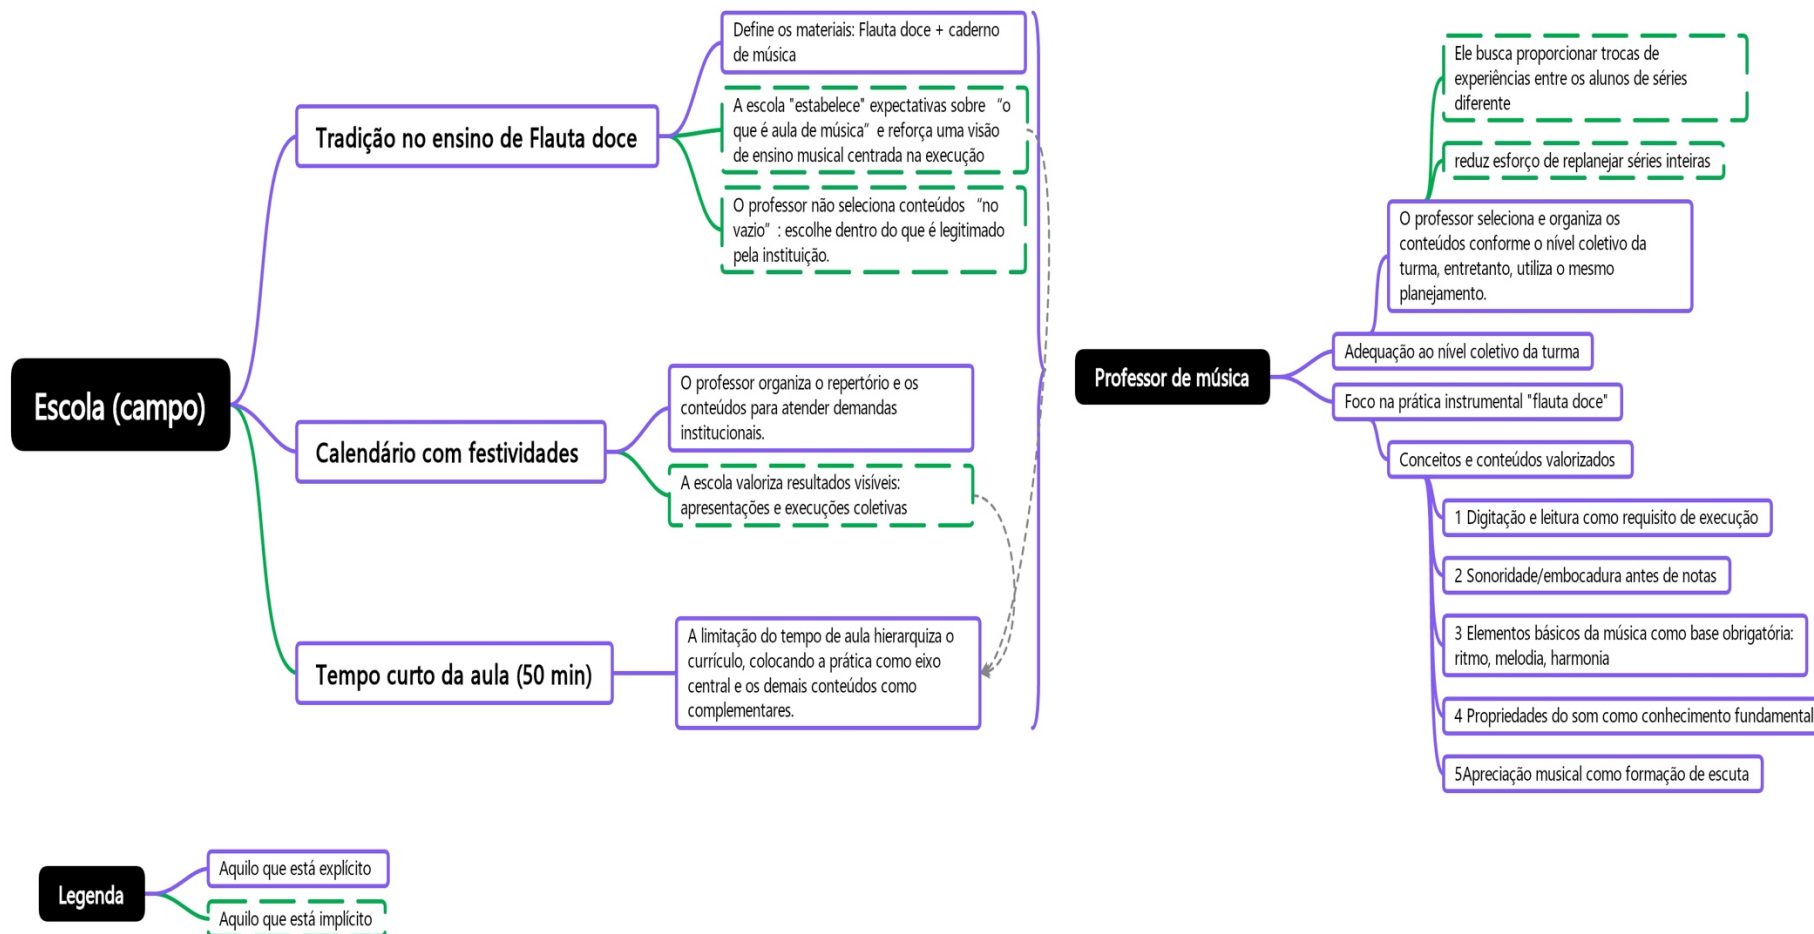 Escola (campo)
Tradição no ensino de Flauta doce
Define os materiais: Flauta doce + caderno
de música
A escola "estabelece" expectativas sobre “o
que é aula de música” e reforça uma visão
de ensino musical centrada na execução
O professor não seleciona conteúdos “no
vazio” : escolhe dentro do que é legitimado
pela instituição.
Calendário com festividades
O professor organiza o repertório e os
conteúdos para atender demandas
institucionais.
A escola valoriza resultados visíveis:
apresentações e execuções coletivas
Tempo curto da aula (50 min)
A limitação do tempo de aula hierarquiza o
currículo, colocando a prática como eixo
central e os demais conteúdos como
complementares.
Professor de música
Ele busca proporcionar trocas de
experiências entre os alunos de séries
diferente
reduz esforço de replanejar séries inteiras
O professor seleciona e organiza os
conteúdos conforme o nível coletivo da
turma, entretanto, utiliza o mesmo
planejamento.
Adequação ao nível coletivo da turma
Foco na prática instrumental "flauta doce"
Conceitos e conteúdos valorizados
1 Digitação e leitura como requisito de execução
2 Sonoridade/embocadura antes de notas
3 Elementos básicos da música como base obrigatória:
ritmo, melodia, harmonia
4 Propriedades do som como conhecimento fundamental
5Apreciação musical como formação de escuta
Legenda
Aquilo que está explícito
Aquilo que está implícito